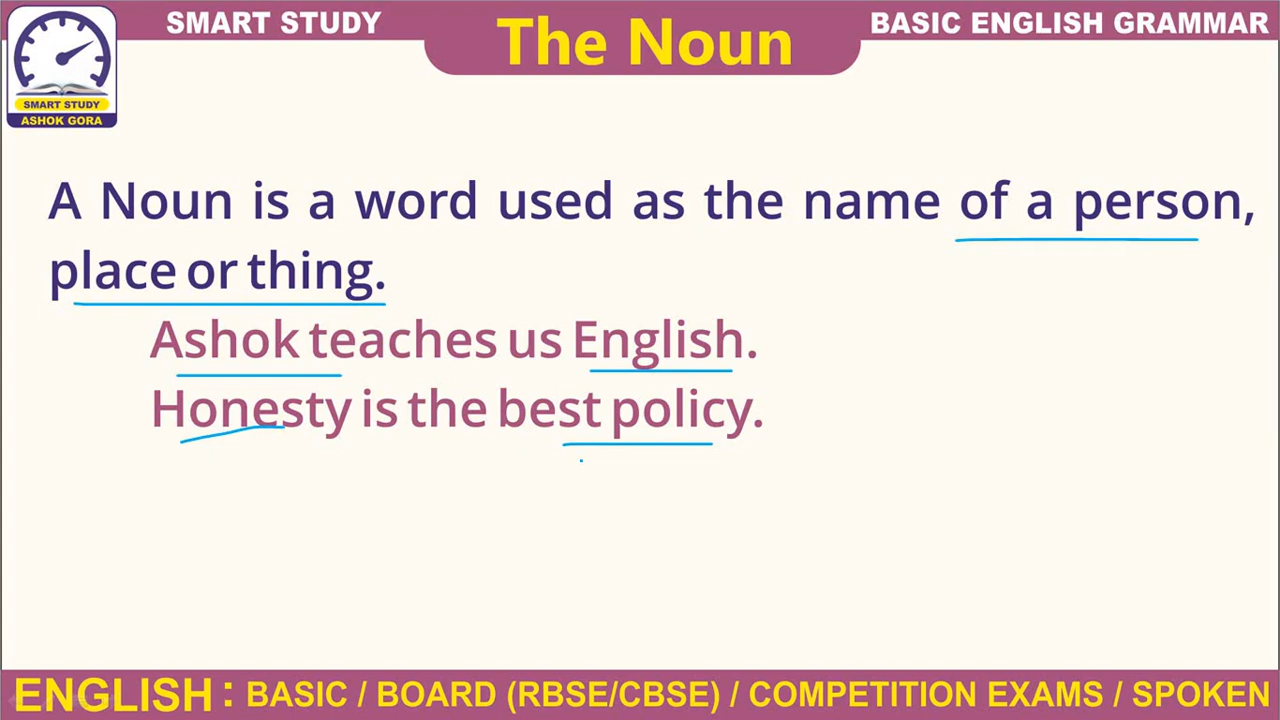 SMART STUDY
The Noun
BASIC ENGLISH GRAMMAR
SMART STUDY
ASHOK GORA
A Noun is a word used as the name of a person,
place or thing.
Ashok teaches us English.
Honesty is the best policy.
ENGLISH : BASIC / BOARD (RBSE/CBSE) / COMPETITION EXAMS / SPOKEN